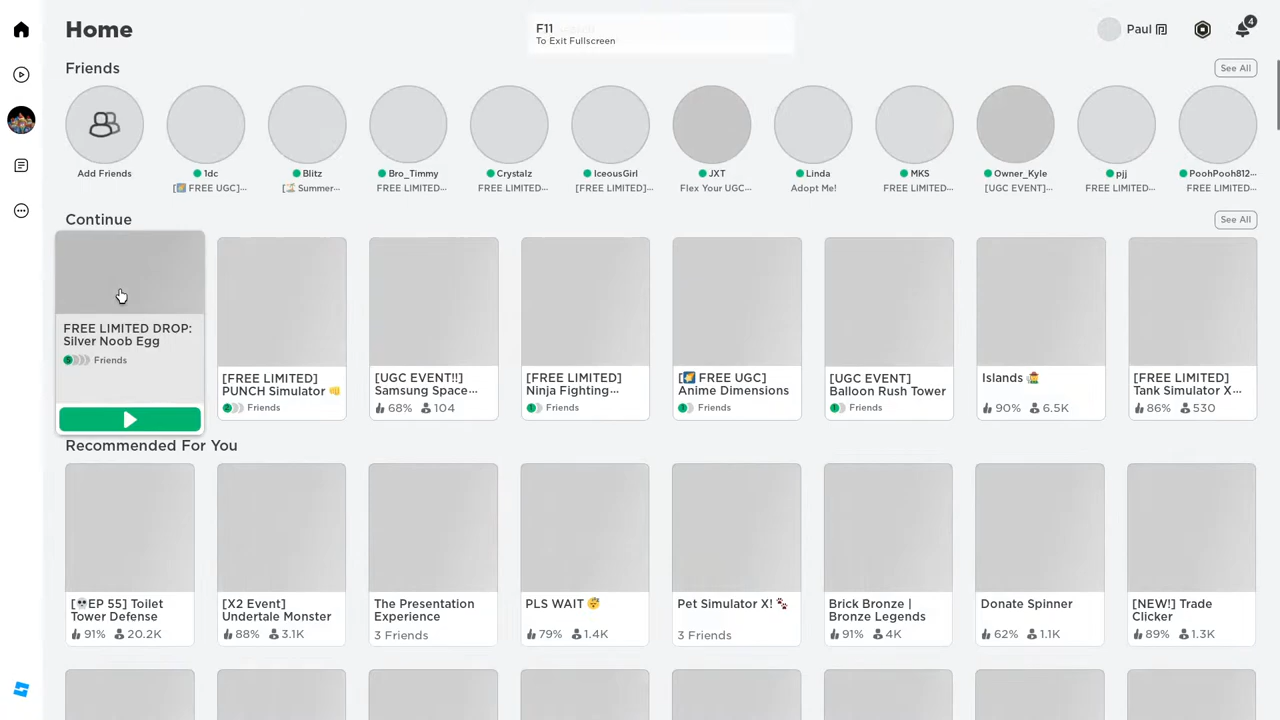 Home
F11
To Exit Fullscreen
Paul
4
Friends
See All
Add Friends
1dc
[🌠 FREE UGC]...
Blitz
[🏖️ Summer...
Bro_Timmy
FREE LIMITED...
Crystalz
FREE LIMITED...
IceousGirl
[FREE LIMITED]...
JXT
Flex Your UGC...
Linda
Adopt Me!
MKS
FREE LIMITED...
Owner_Kyle
[UGC EVENT]...
pjj
FREE LIMITED...
PoohPooh812...
FREE LIMITED...
Continue
See All
FREE LIMITED DROP:
Silver Noob Egg
5 Friends
[FREE LIMITED]
PUNCH Simulator 👊
2 Friends
[UGC EVENT!!]
Samsung Space...
68% 104
[FREE LIMITED]
Ninja Fighting...
1 Friends
[🌠 FREE UGC]
Anime Dimensions
1 Friends
[UGC EVENT]
Balloon Rush Tower
1 Friends
Islands 👨‍🌾
90% 6.5K
[FREE LIMITED]
Tank Simulator X...
86% 530
Recommended For You
[💀EP 55] Toilet
Tower Defense
91% 20.2K
[X2 Event]
Undertale Monster
88% 3.1K
The Presentation
Experience
3 Friends
PLS WAIT 😴
79% 1.4K
Pet Simulator X! 🐾
3 Friends
Brick Bronze |
Bronze Legends
91% 4K
Donate Spinner
62% 1.1K
[NEW!] Trade
Clicker
89% 1.3K